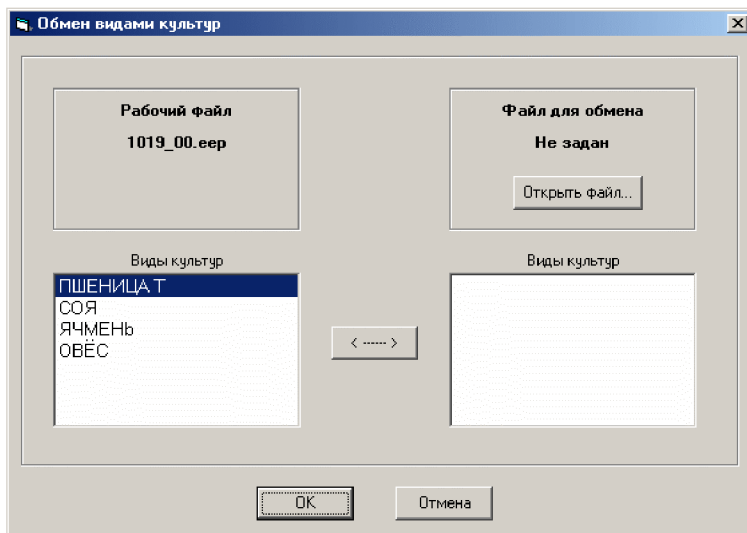 Обмен видами культур
Рабочий файл
1019_00.eep
Файл для обмена
Не задан
Открыть файл...
Виды культур
ПШЕНИЦА.Т
СОЯ
ЯЧМЕНЬ
ОВЁС
< ------ >
Виды культур
OK
Отмена